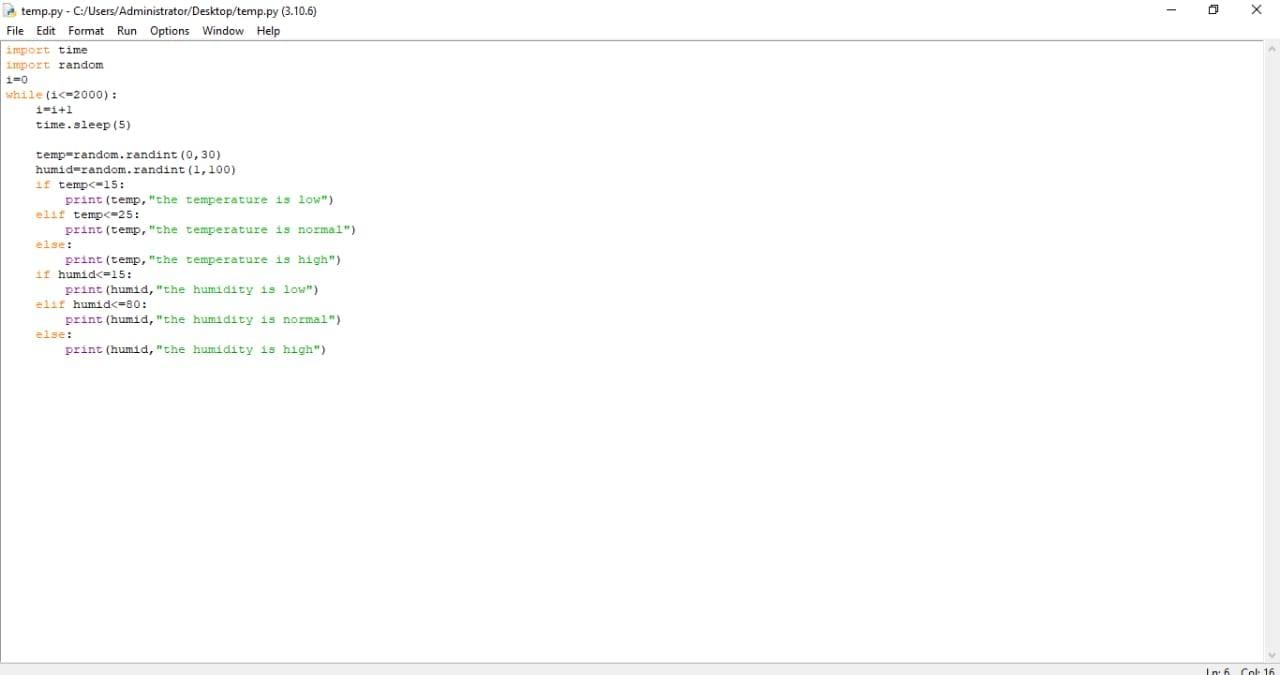 temp.py - C:/Users/Administrator/Desktop/temp.py (3.10.6)
File Edit Format Run Options Window Help
import time
import random
i=0
while(i<=2000):
    i=i+1
    time.sleep(5)

    temp=random.randint(0,30)
    humid=random.randint(1,100)
    if temp<=15:
        print(temp,"the temperature is low")
    elif temp<=25:
        print(temp,"the temperature is normal")
    else:
        print(temp,"the temperature is high")
    if humid<=15:
        print(humid,"the humidity is low")
    elif humid<=80:
        print(humid,"the humidity is normal")
    else:
        print(humid,"the humidity is high")
Ln: 6 Col: 16